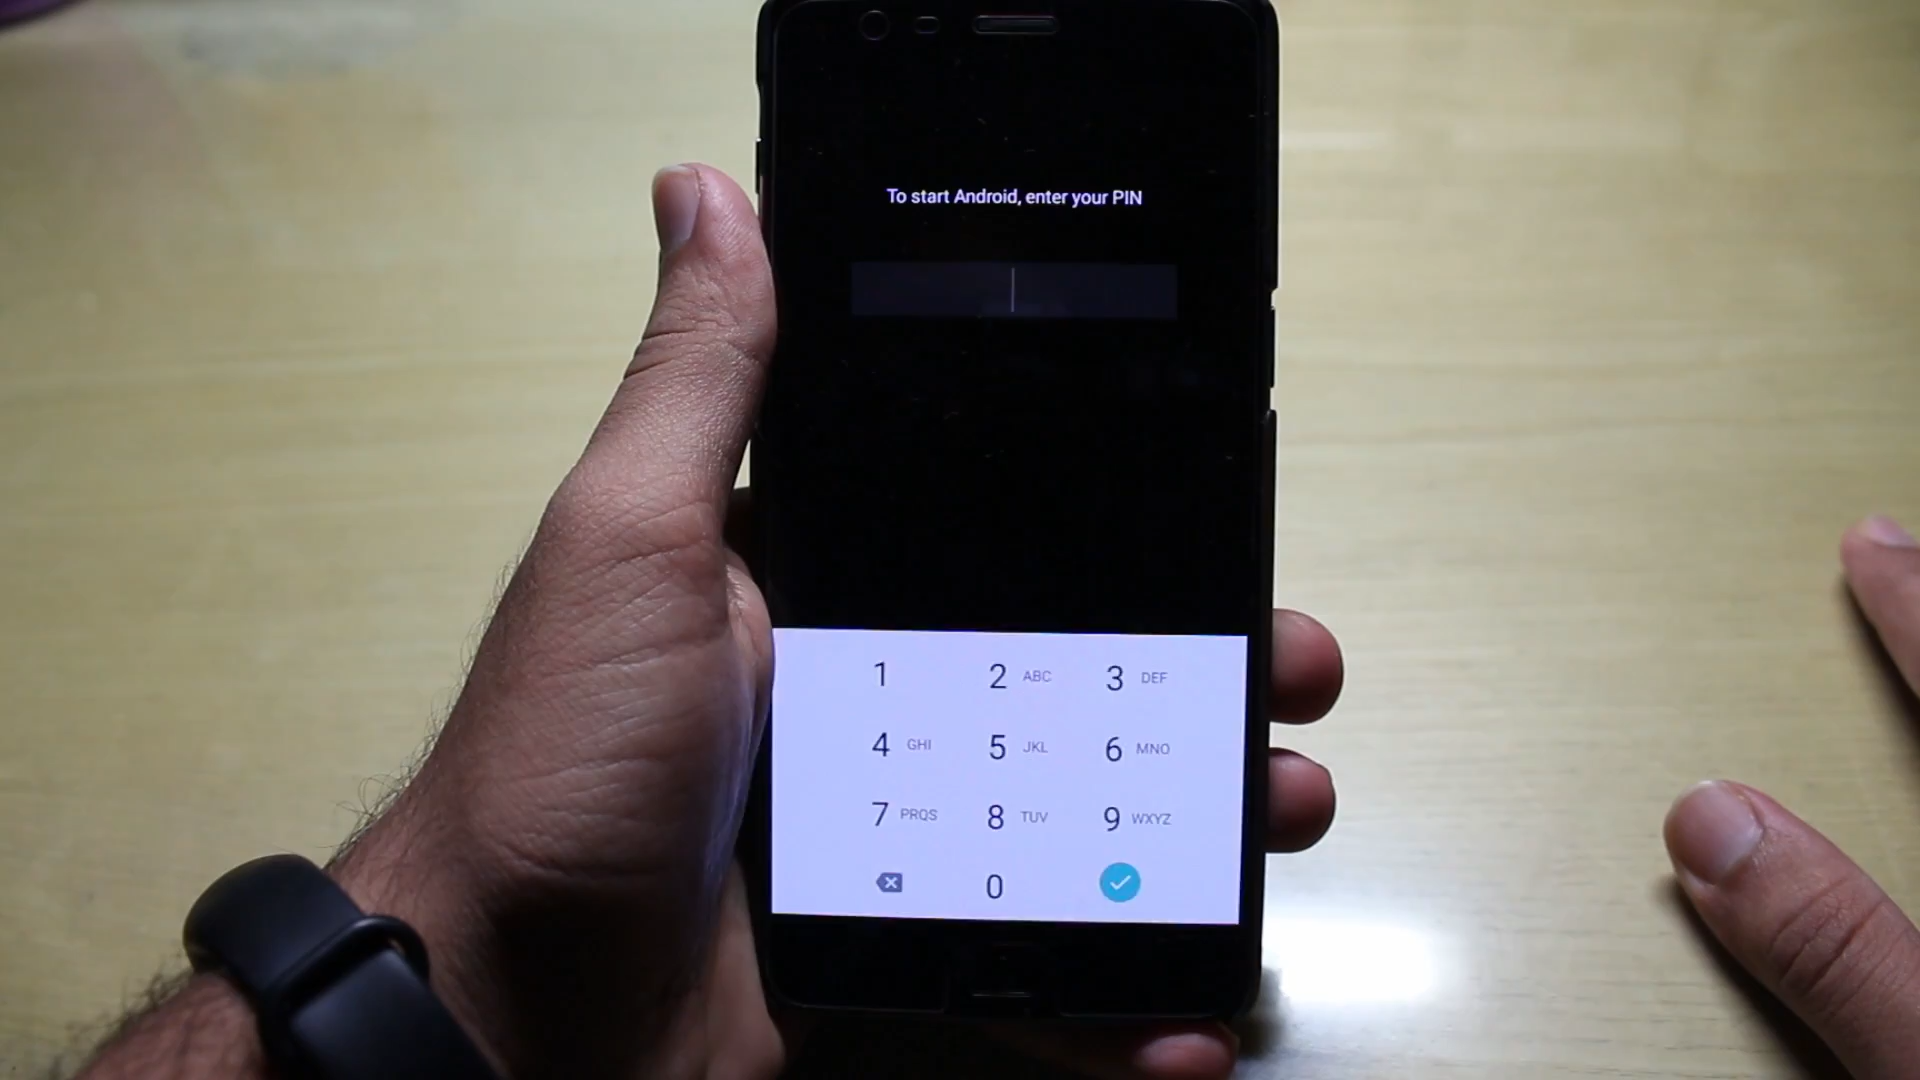 To start Android, enter your PIN
1 2 ABC 3 DEF
4 GHI 5 JKL 6 MNO
7 PRQS 8 TUV 9 WXYZ
0